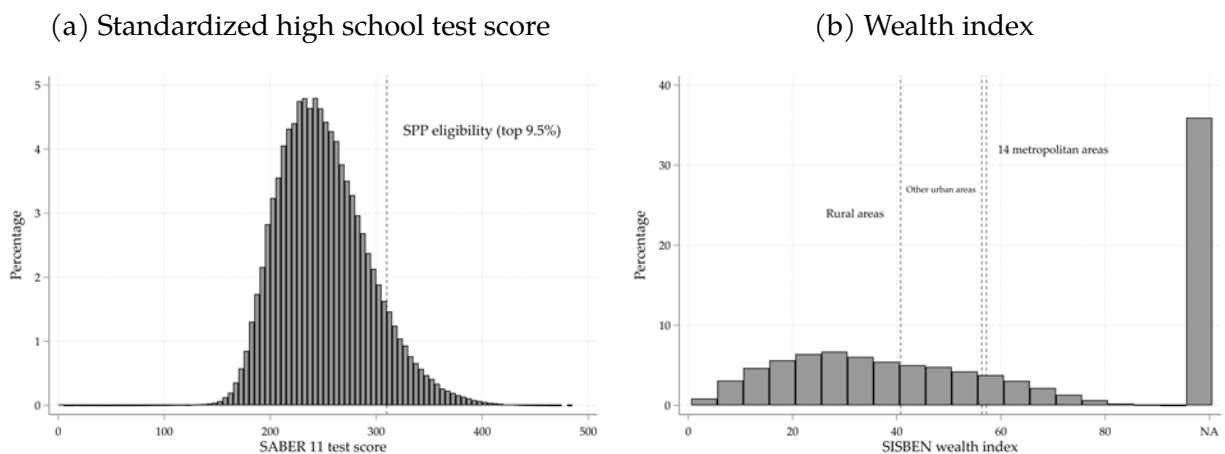 (a) Standardized high school test score
5
4
3
2
1
0
Percentage
SPP eligibility (top 9.5%)
0 100 200 300 400 500
SABER 11 test score
(b) Wealth index
40
30
20
10
0
Percentage
14 metropolitan areas
Other urban areas
Rural areas
0 20 40 60 80 NA
SISBEN wealth index